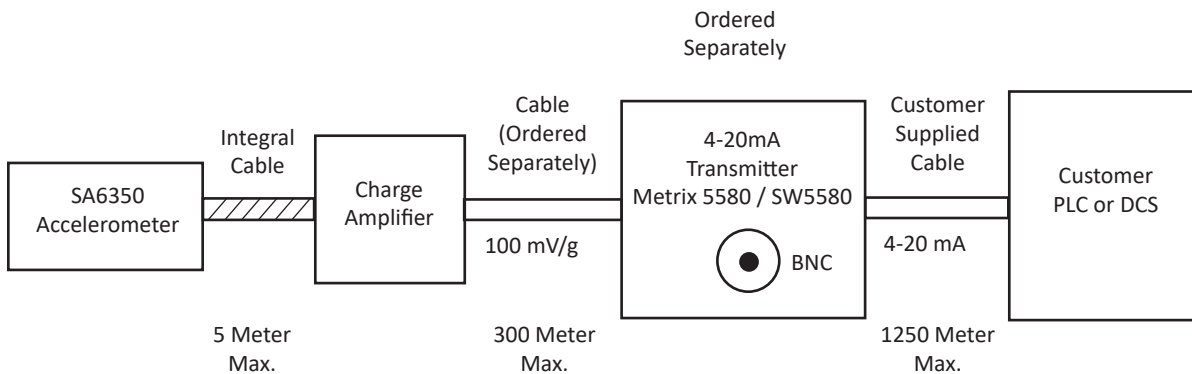 Ordered
Separately
Integral
Cable
Cable
(Ordered
Separately)
Customer
Supplied
Cable
SA6350
Accelerometer
Charge
Amplifier
4-20mA
Transmitter
Metrix 5580 / SW5580
BNC
Customer
PLC or DCS
100 mV/g
4-20 mA
5 Meter
Max.
300 Meter
Max.
1250 Meter
Max.